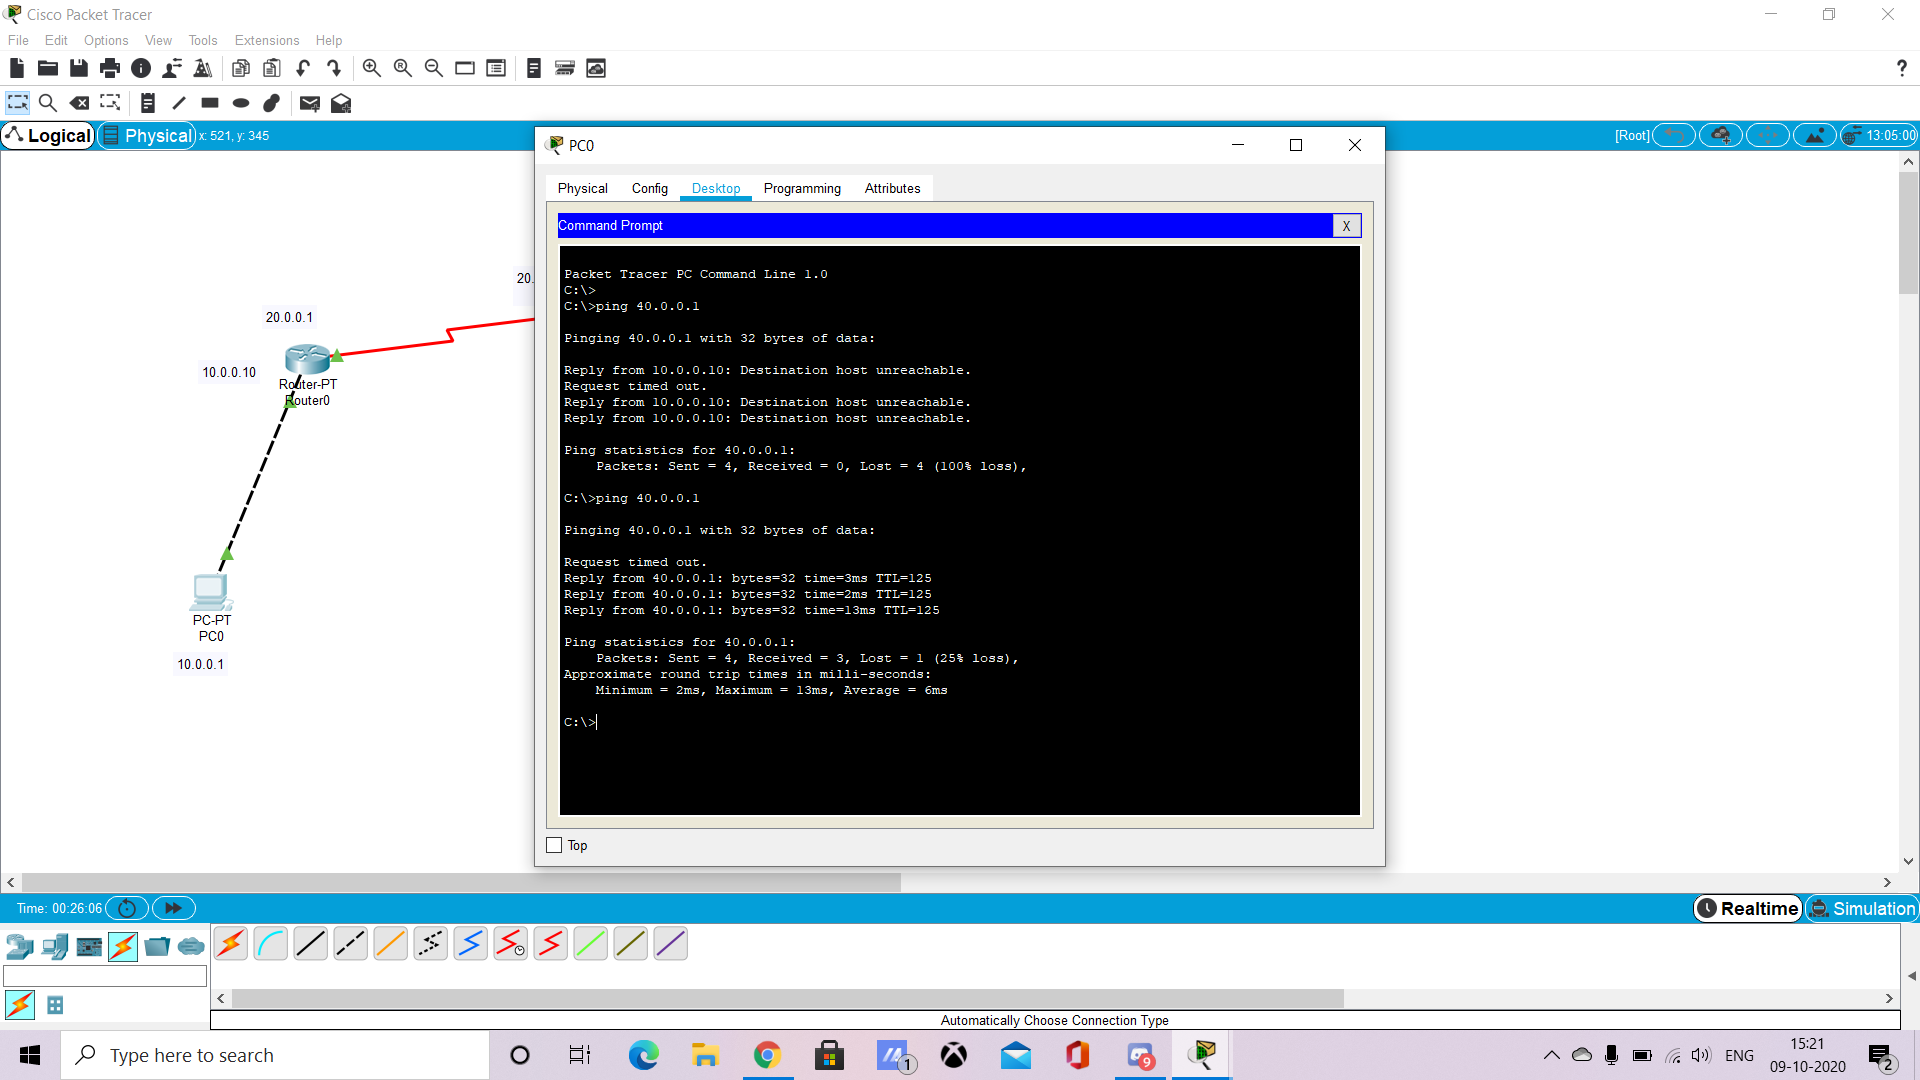 Cisco Packet Tracer
File Edit Options View Tools Extensions Help
?
Logical Physical x: 521, y: 345
[Root] 13:05:00
20.
20.0.0.1
10.0.0.10
Router-PT
Router0
PC-PT
PC0
10.0.0.1
PC0
Physical Config Desktop Programming Attributes
Command Prompt
X
Packet Tracer PC Command Line 1.0
C:\>
C:\>ping 40.0.0.1
Pinging 40.0.0.1 with 32 bytes of data:
Reply from 10.0.0.10: Destination host unreachable.
Request timed out.
Reply from 10.0.0.10: Destination host unreachable.
Reply from 10.0.0.10: Destination host unreachable.
Ping statistics for 40.0.0.1:
Packets: Sent = 4, Received = 0, Lost = 4 (100% loss),
C:\>ping 40.0.0.1
Pinging 40.0.0.1 with 32 bytes of data:
Request timed out.
Reply from 40.0.0.1: bytes=32 time=3ms TTL=125
Reply from 40.0.0.1: bytes=32 time=2ms TTL=125
Reply from 40.0.0.1: bytes=32 time=13ms TTL=125
Ping statistics for 40.0.0.1:
Packets: Sent = 4, Received = 3, Lost = 1 (25% loss),
Approximate round trip times in milli-seconds:
Minimum = 2ms, Maximum = 13ms, Average = 6ms
C:\>
Top
Time: 00:26:06
Realtime Simulation
Automatically Choose Connection Type
Type here to search
1
9
ENG
15:21
09-10-2020
2